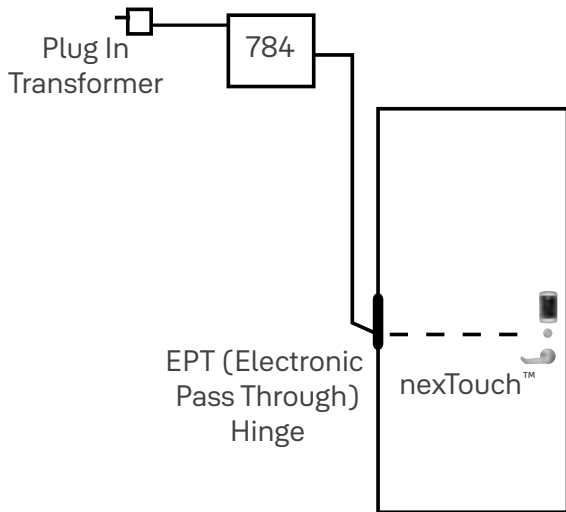 Plug In
Transformer
784
EPT (Electronic
Pass Through)
Hinge
nexTouch™